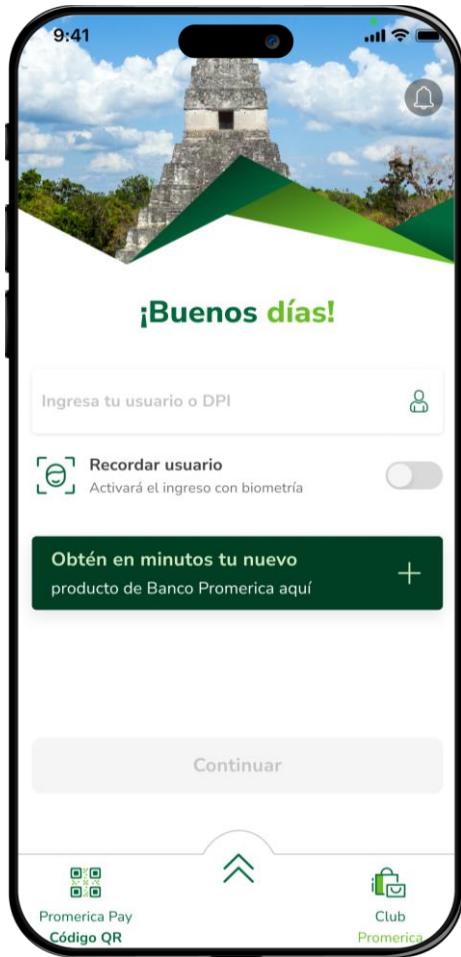 9:41
¡Buenos días!
Ingresa tu usuario o DPI
Recordar usuario
Activará el ingreso con biometría
Obtén en minutos tu nuevo
producto de Banco Promerica aquí
Continuar
Promerica Pay
Código QR
Club
Promerica